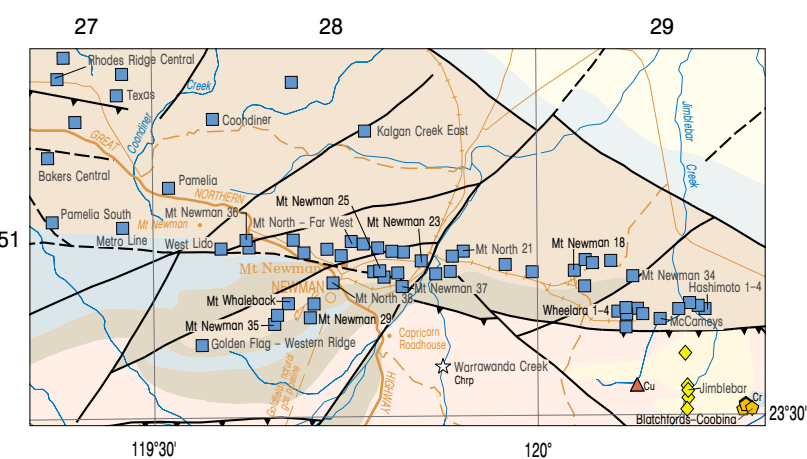 27 28 29
Rhodes Ridge Central
Texas
Creek
Coondiner
Coondiner
Kalgan Creek East
Jimblebar
Creek
GREAT
NORTHERN
HIGHWAY
Bakers Central
Pamelia
Pamelia South
Mt Newman
Mt Newman 36
Metro Line
West Lido
51
Mt North – Far West
Mt Newman 25
Mt Newman 23
Mt North 21
Mt Newman 18
Mt Newman 34
Hashimoto 1–4
Mt Newman
NEWMAN
Mt North 38
Mt Newman 37
Wheelara 1–4
McCameys
Mt Whaleback
Mt Newman 29
Mt Newman 35
Golden Flag – Western Ridge
Capricorn
Roadhouse
Goldfields natural
gas pipeline
Warrawanda Creek
Chrp
Cu
Jimblebar
Cr
Blatchfords–Coobina
23°30'
119°30'
120°